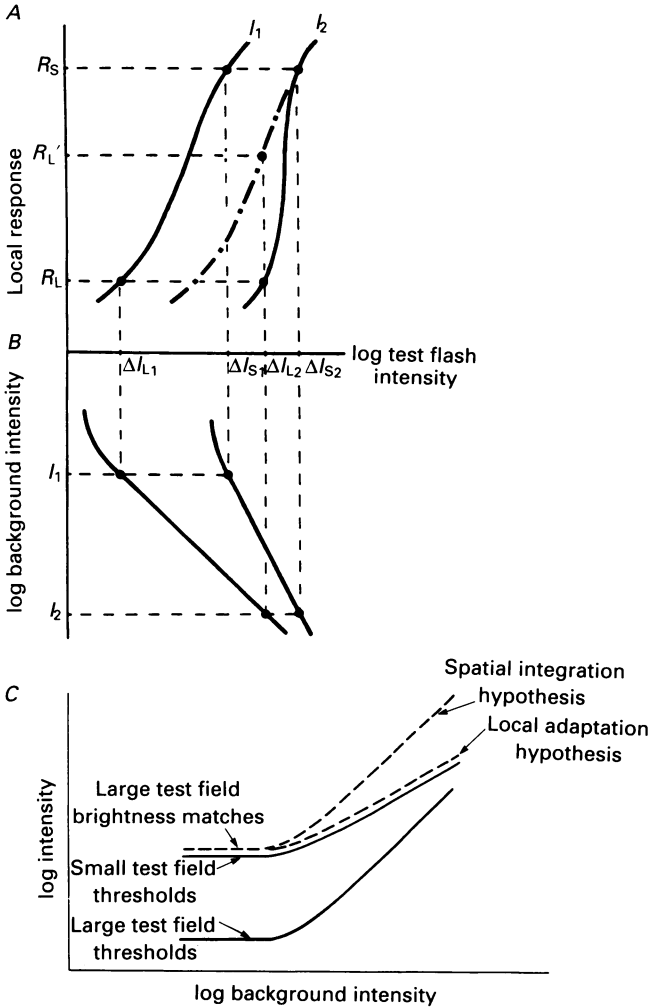 A
I1
I2
RS
RL′
RL
Local response
B
ΔIL1
ΔIS1
ΔIL2
ΔIS2
log test flash
intensity
log background intensity
I1
I2
C
Spatial integration
hypothesis
Local adaptation
hypothesis
Large test field
brightness matches
Small test field
thresholds
Large test field
thresholds
log intensity
log background intensity